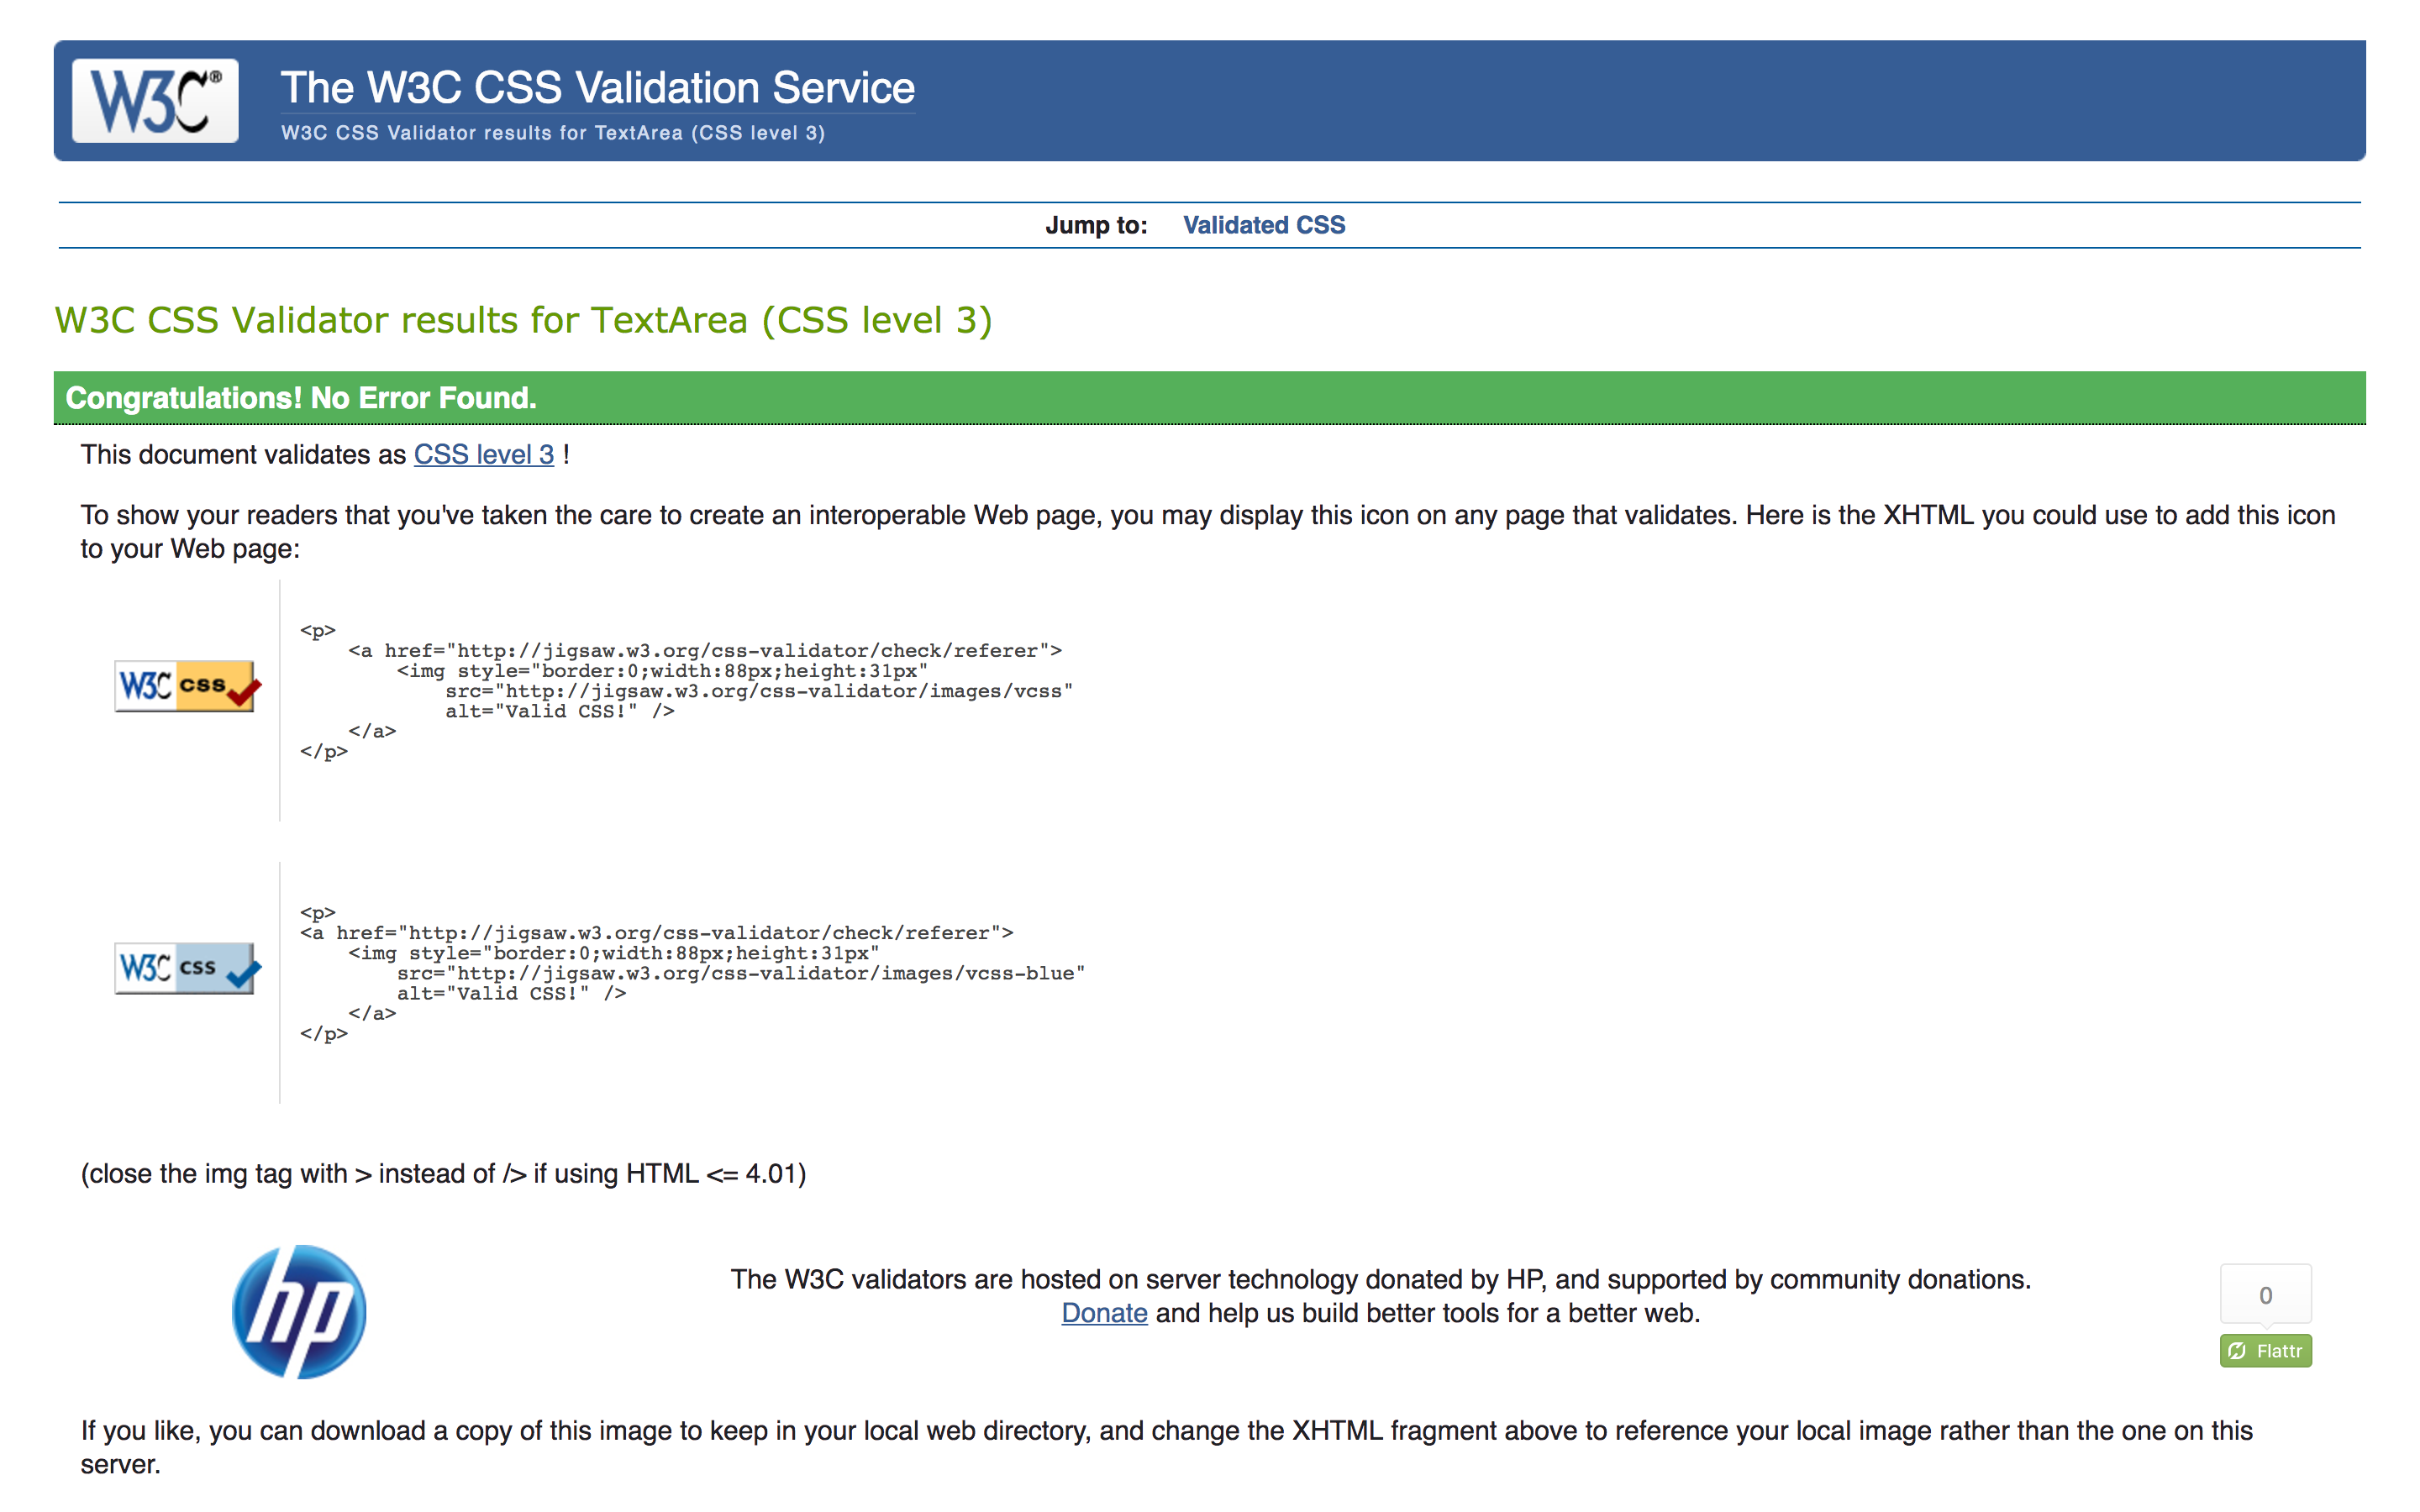 W3C®
The W3C CSS Validation Service
W3C CSS Validator results for TextArea (CSS level 3)
Jump to: Validated CSS
W3C CSS Validator results for TextArea (CSS level 3)
Congratulations! No Error Found.
This document validates as CSS level 3 !
To show your readers that you've taken the care to create an interoperable Web page, you may display this icon on any page that validates. Here is the XHTML you could use to add this icon
to your Web page:
W3C css
<p>
    <a href="http://jigsaw.w3.org/css-validator/check/referer">
        <img style="border:0;width:88px;height:31px"
            src="http://jigsaw.w3.org/css-validator/images/vcss"
            alt="Valid CSS!" />
    </a>
</p>
W3C css
<p>
<a href="http://jigsaw.w3.org/css-validator/check/referer">
    <img style="border:0;width:88px;height:31px"
        src="http://jigsaw.w3.org/css-validator/images/vcss-blue"
        alt="Valid CSS!" />
    </a>
</p>
(close the img tag with > instead of /> if using HTML <= 4.01)
hp
The W3C validators are hosted on server technology donated by HP, and supported by community donations.
Donate and help us build better tools for a better web.
0
Flattr
If you like, you can download a copy of this image to keep in your local web directory, and change the XHTML fragment above to reference your local image rather than the one on this
server.